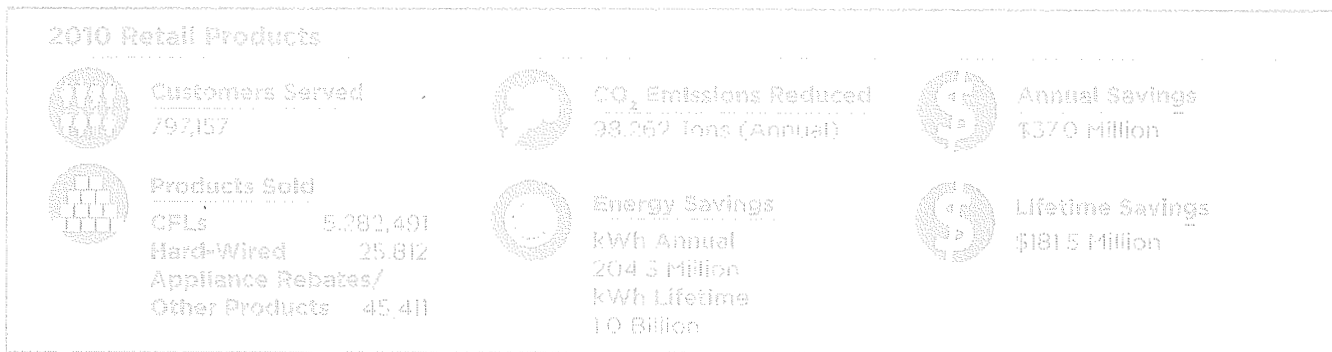 2010 Retail Products
Customers Served
797,157
Products Sold
CFLs 5,282,491
Hard-Wired 25,812
Appliance Rebates/
Other Products 45,411
CO₂ Emissions Reduced
98,262 Tons (Annual)
Energy Savings
kWh Annual
204.3 Million
kWh Lifetime
1.0 Billion
Annual Savings
$37.0 Million
Lifetime Savings
$181.5 Million